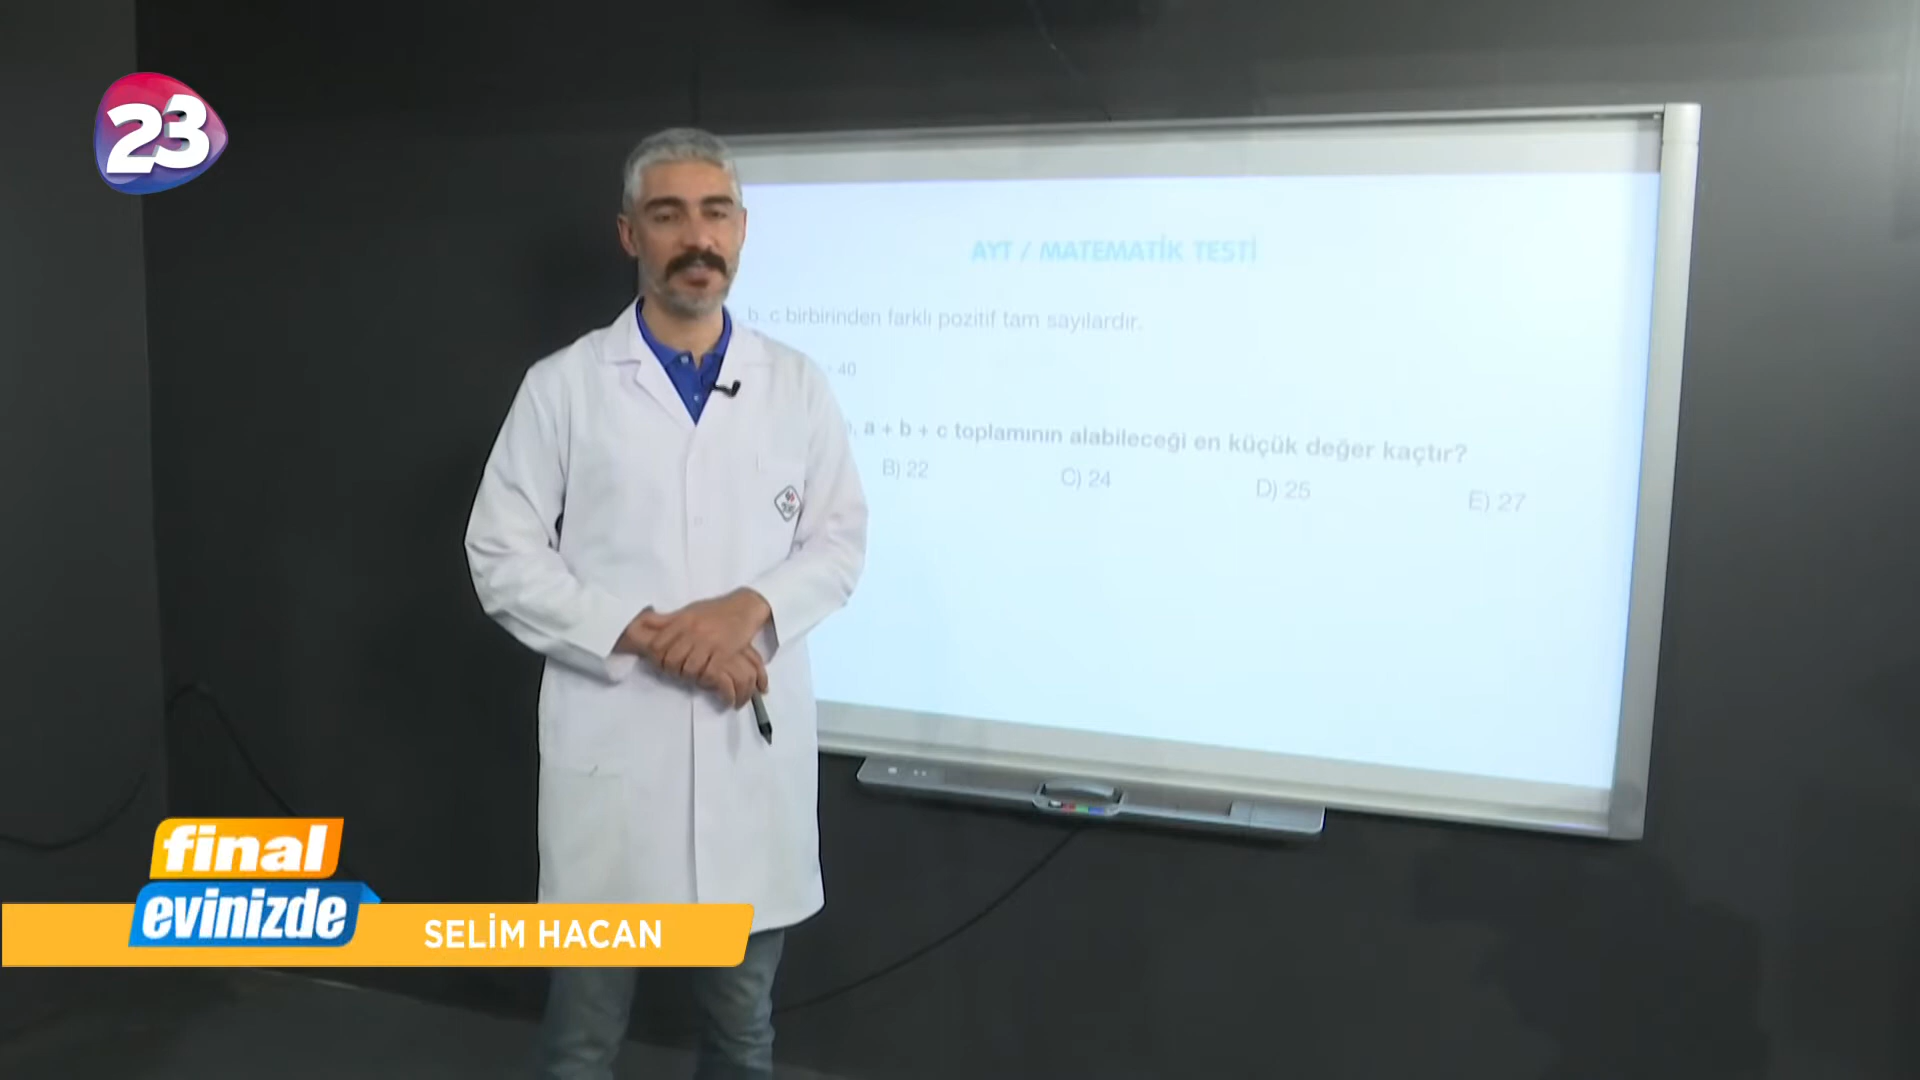 23
AYT / MATEMATİK TESTİ
b c birbirinden farklı pozitif tam sayılardır.
40
a + b + c toplamının alabileceği en küçük değer kaçtır?
B) 22 C) 24 D) 25 E) 27
final
evinizde
SELİM HACAN